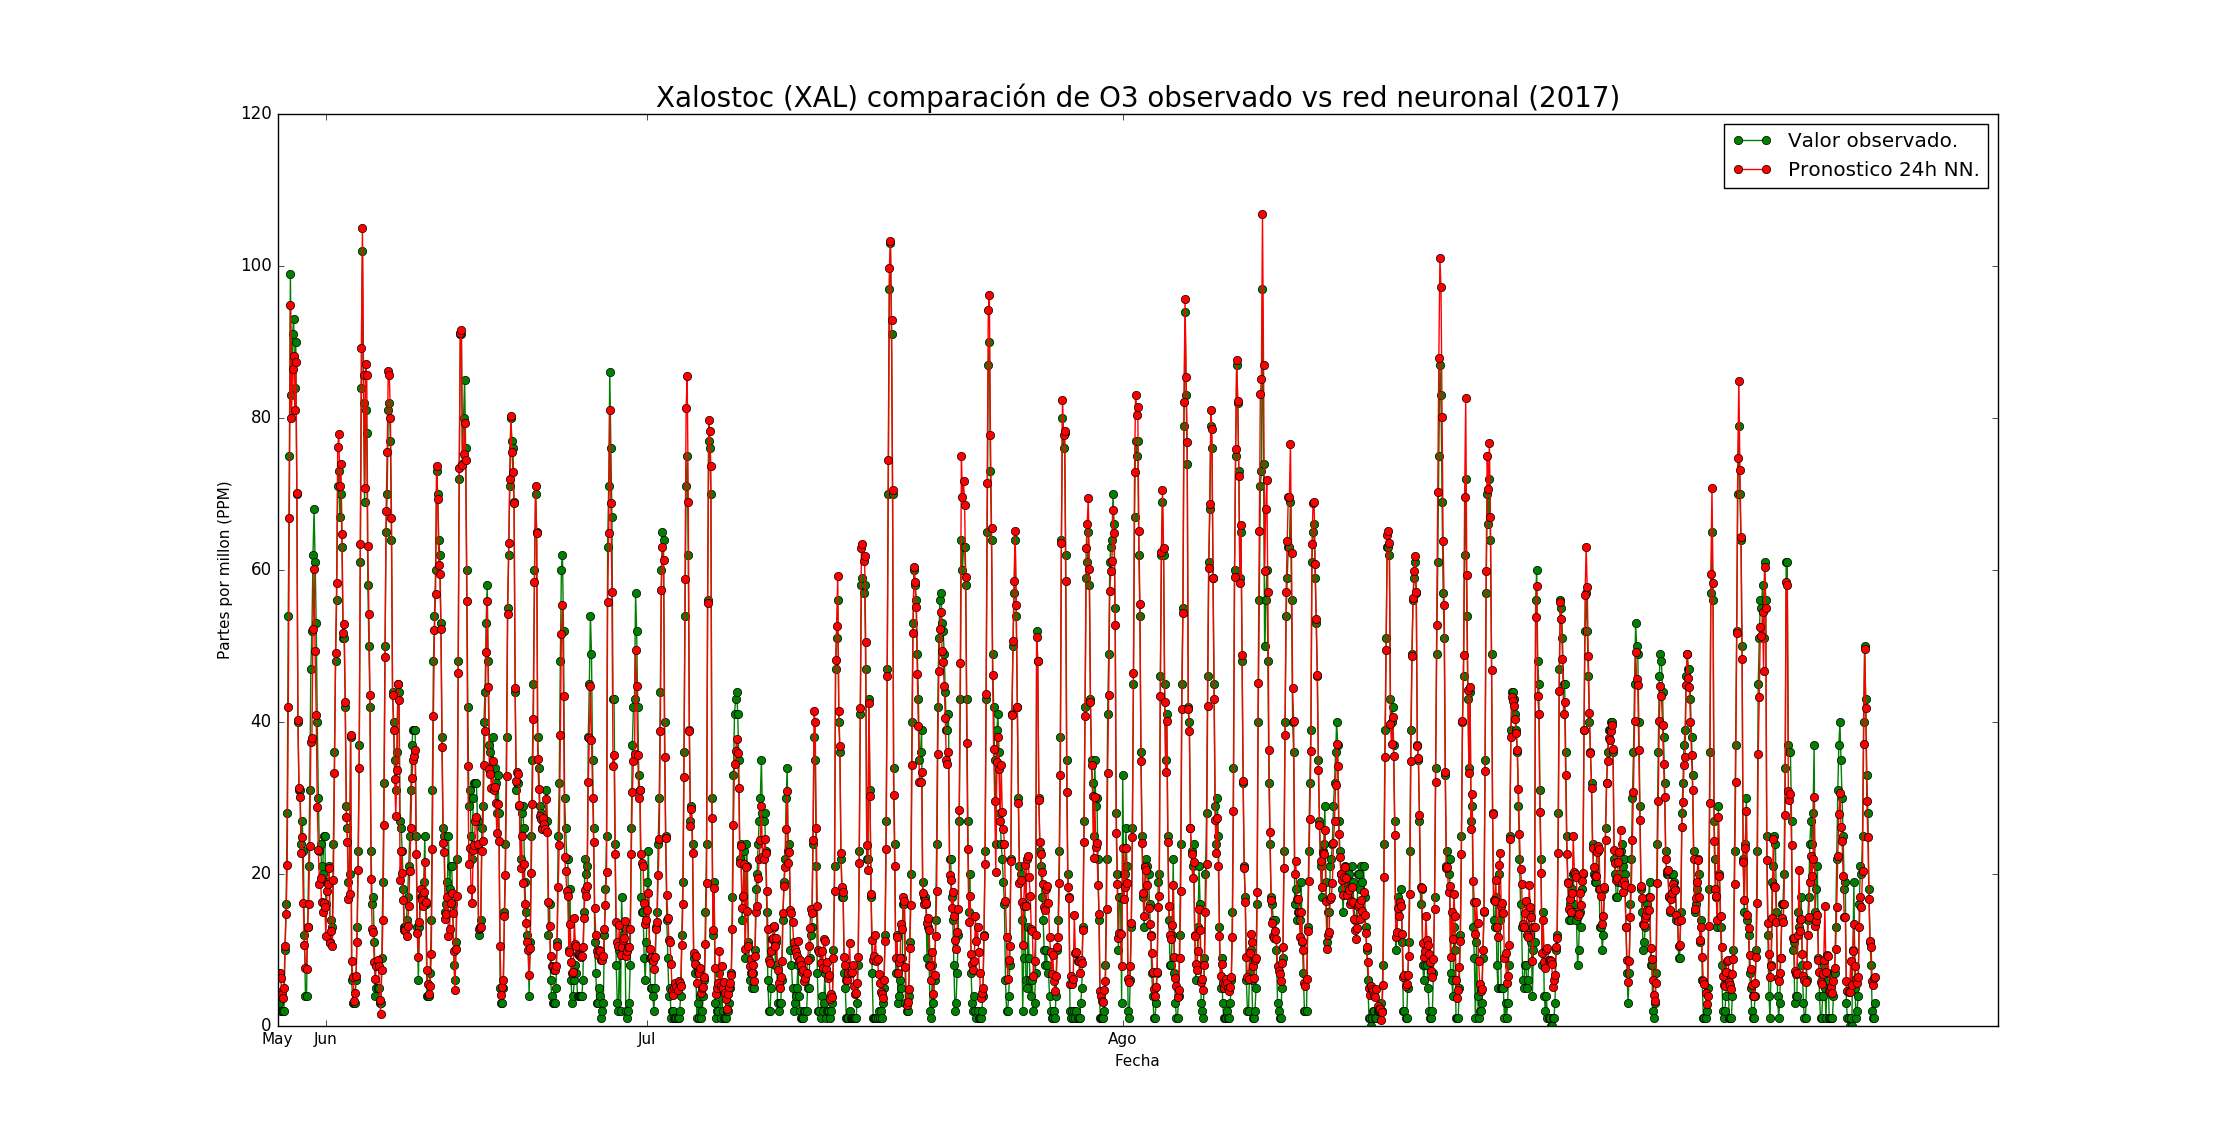 Xalostoc (XAL) comparación de O3 observado vs red neuronal (2017)
120
100
80
60
40
20
0
Partes por millon (PPM)
Valor observado.
Pronostico 24h NN.
May
Jun
Jul
Ago
Fecha